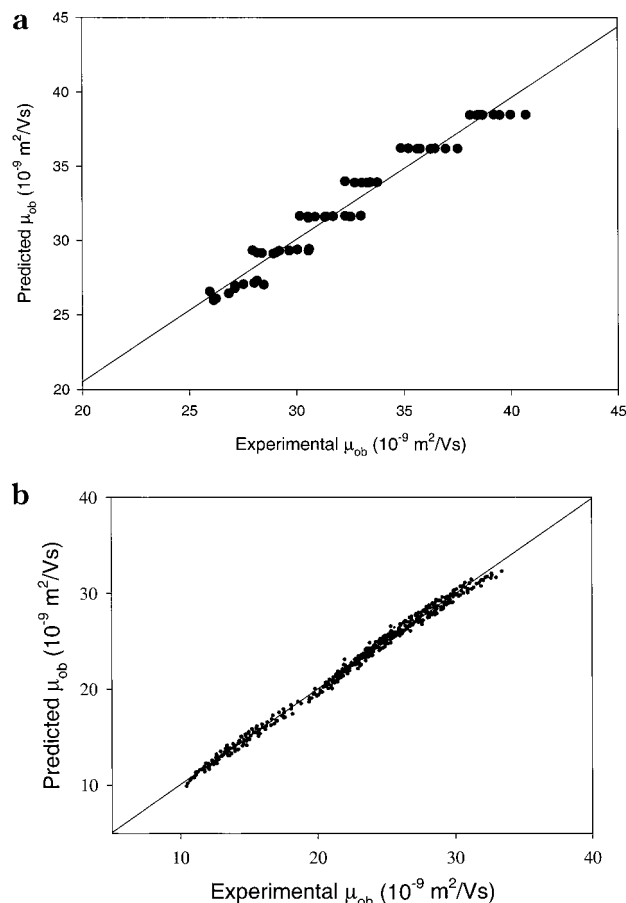 a
45
40
35
30
25
20
Predicted μob (10-9 m2/Vs)
20 25 30 35 40 45
Experimental μob (10-9 m2/Vs)
b
40
30
20
10
Predicted μob (10-9 m2/Vs)
10 20 30 40
Experimental μob (10-9 m2/Vs)